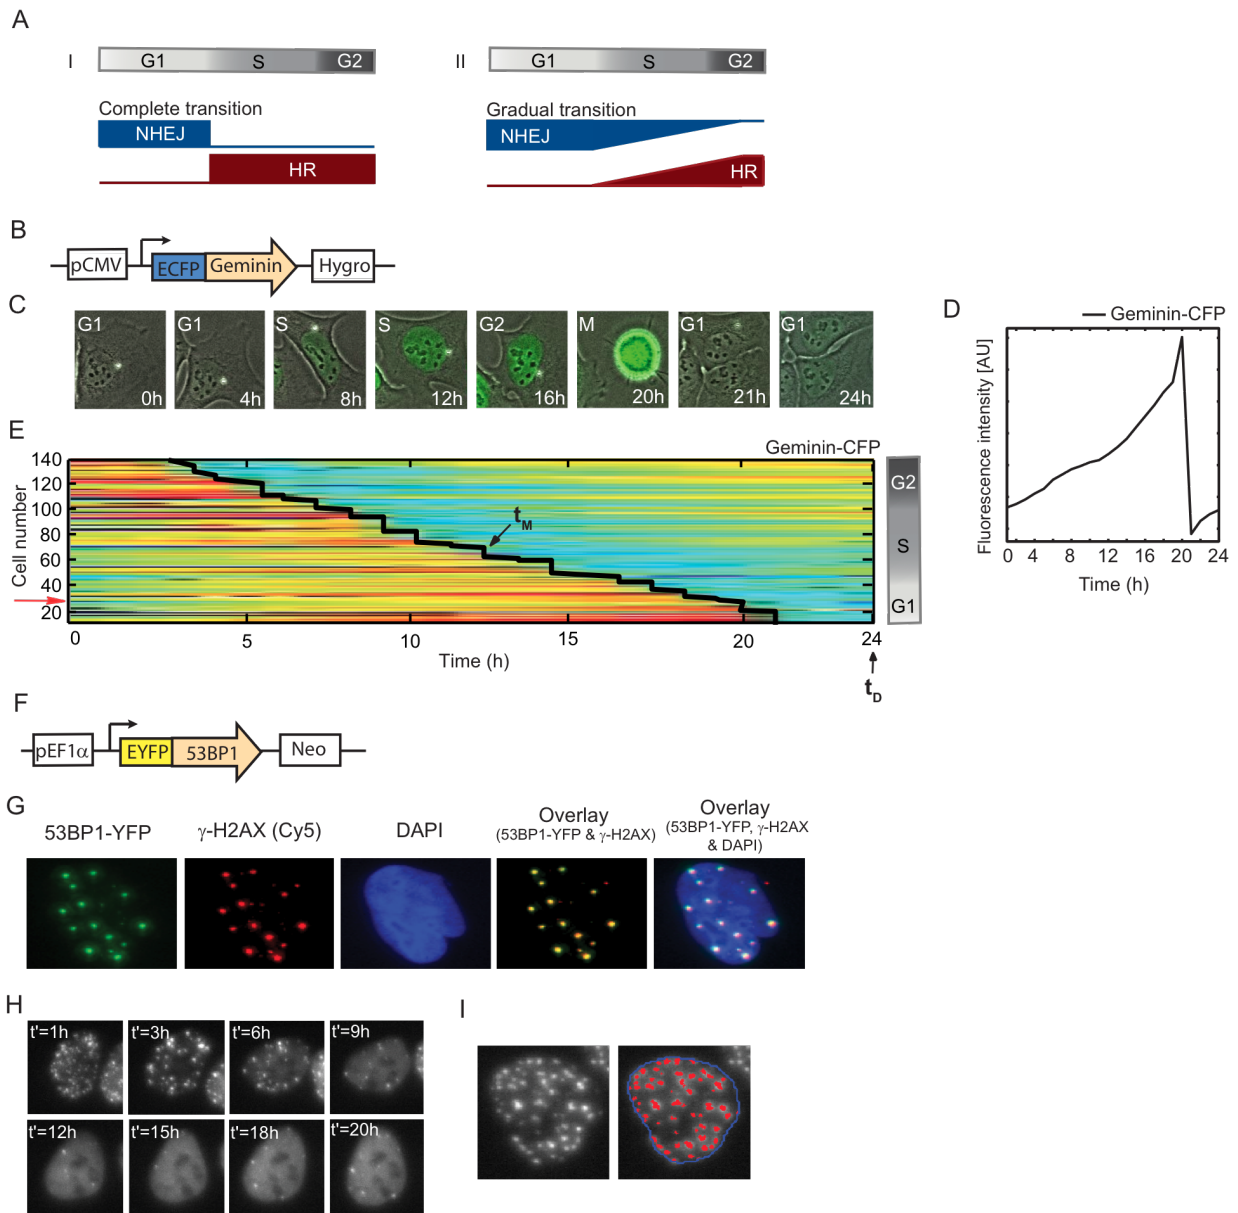 A
I
G1 S G2
Complete transition
NHEJ
HR
II
G1 S G2
Gradual transition
NHEJ
HR
B
pCMV ECFP Geminin Hygro
C
G1 G1 S S G2 M G1 G1
0h 4h 8h 12h 16h 20h 21h 24h
D
Geminin-CFP
Fluorescence intensity [AU]
0 4 8 12 16 20 24
Time (h)
E
Geminin-CFP
Cell number
140
120
100
80
60
40
20
tM
0 5 10 15 20 24
Time (h)
tD
G2
S
G1
F
pEF1α EYFP 53BP1 Neo
G
53BP1-YFP
γ-H2AX (Cy5)
DAPI
Overlay
(53BP1-YFP & γ-H2AX)
Overlay
(53BP1-YFP, γ-H2AX
& DAPI)
H
t'=1h t'=3h t'=6h t'=9h
t'=12h t'=15h t'=18h t'=20h
I